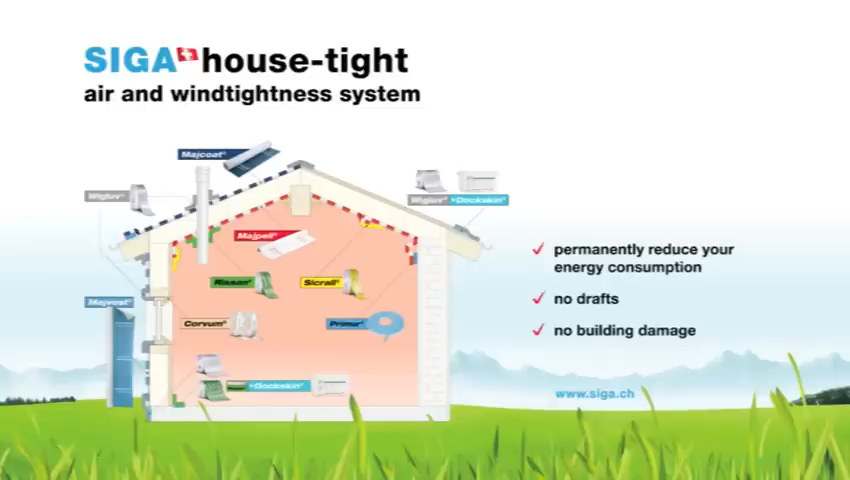 SIGA house-tight
air and windtightness system
Majcoat®
Wigluv®
Wigluv® +Dockskin®
Majpell®
Rissan®
Sicrall®
Majvest®
Corvum®
Primur®
+Dockskin®
permanently reduce your
energy consumption
no drafts
no building damage
www.siga.ch